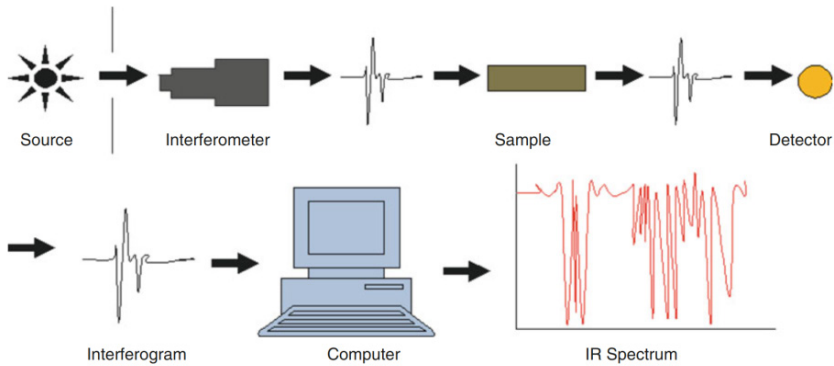 Source
Interferometer
Sample
Detector
Interferogram
Computer
IR Spectrum